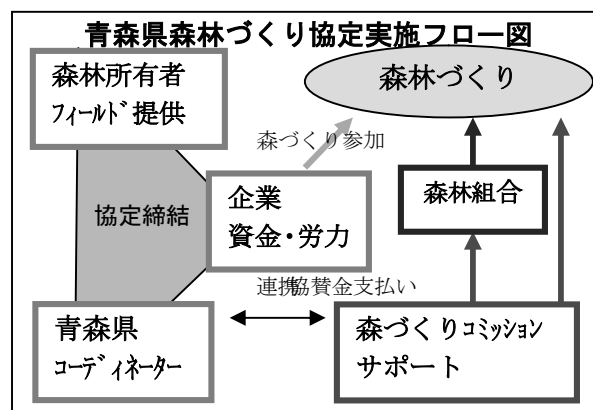 青森県森林づくり協定実施フロー図
森林所有者
ﾌｨｰﾙﾄﾞ提供
森林づくり
森づくり参加
企業
資金・労力
森林組合
協定締結
連携協賛金支払い
青森県
ｺｰﾃﾞｨﾈｰﾀｰ
森づくりｺﾐｯｼｮﾝ
サポート